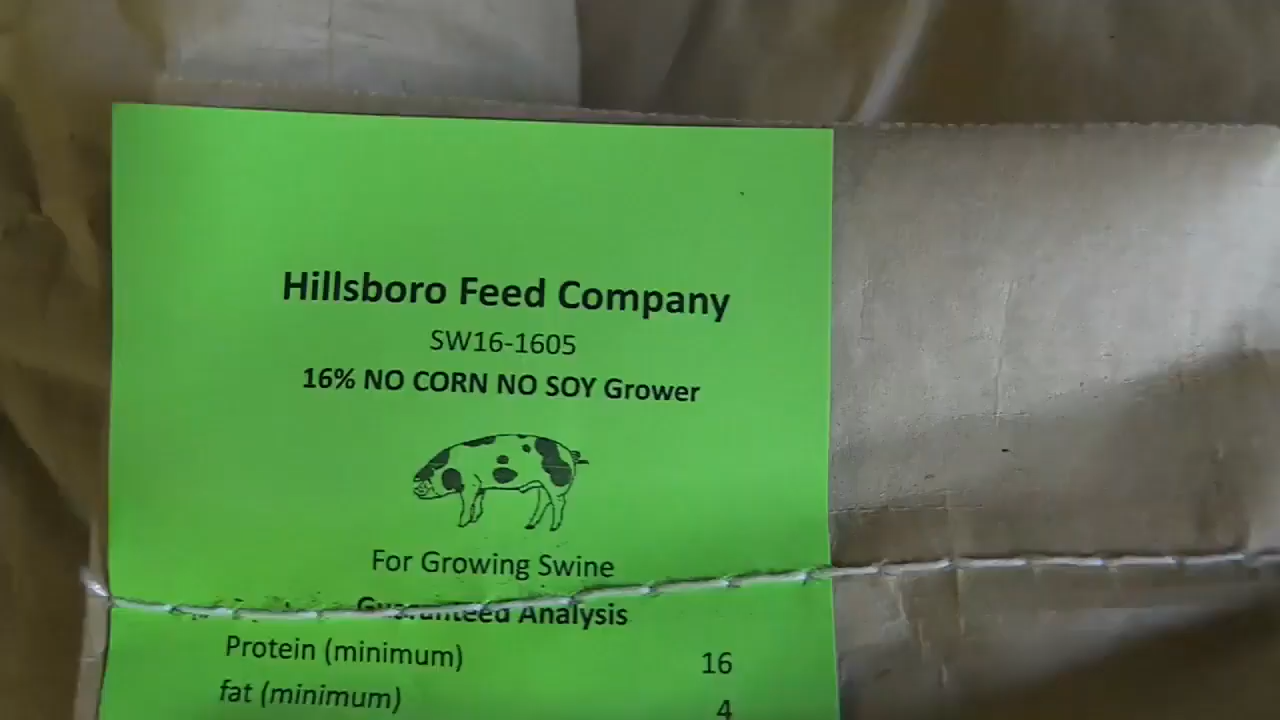 Hillsboro Feed Company
SW16-1605
16% NO CORN NO SOY Grower
For Growing Swine
Guaranteed Analysis
Protein (minimum) 16
fat (minimum) 4